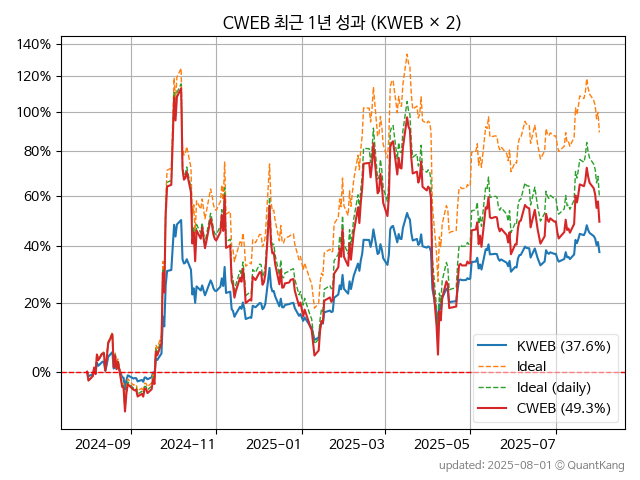 CWEB 최근 1년 성과 (KWEB × 2)
140%
120%
100%
80%
60%
40%
20%
0%
KWEB (37.6%)
Ideal
Ideal (daily)
CWEB (49.3%)
2024−09
2024−11
2025−01
2025−03
2025−05
2025−07
updated: 2025-08-01 © QuantKang